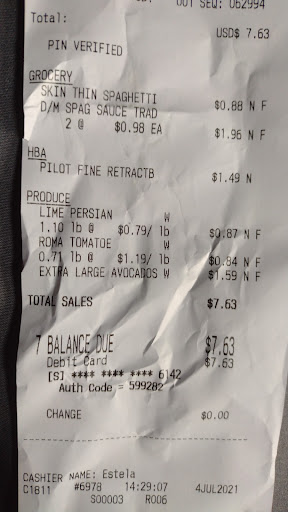 OUT SEQ: 062994
Total: USD$ 7.63
PIN VERIFIED
GROCERY
SKIN THIN SPAGHETTI $0.88 N F
D/M SPAG SAUCE TRAD
2 @ $0.98 EA $1.96 N F
HBA
PILOT FINE RETRACTB $1.49 N
PRODUCE
LIME PERSIAN W
1.10 lb @ $0.79/ lb $0.87 N F
ROMA TOMATOE W
0.71 lb @ $1.19/ lb $0.84 N F
EXTRA LARGE AVOCADOS W $1.59 N F
TOTAL SALES $7.63
7 BALANCE DUE $7.63
Debit Card $7.63
[S] **** **** **** 6142
Auth Code = 599282
CHANGE $0.00
CASHIER NAME: Estela
C1811 #6978 14:29:07 4JUL2021
S00003 R006